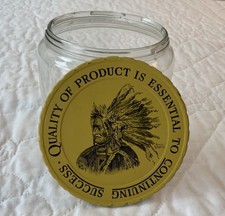 QUALITY OF PRODUCT IS ESSENTIAL TO CONTINUING SUCCESS ·